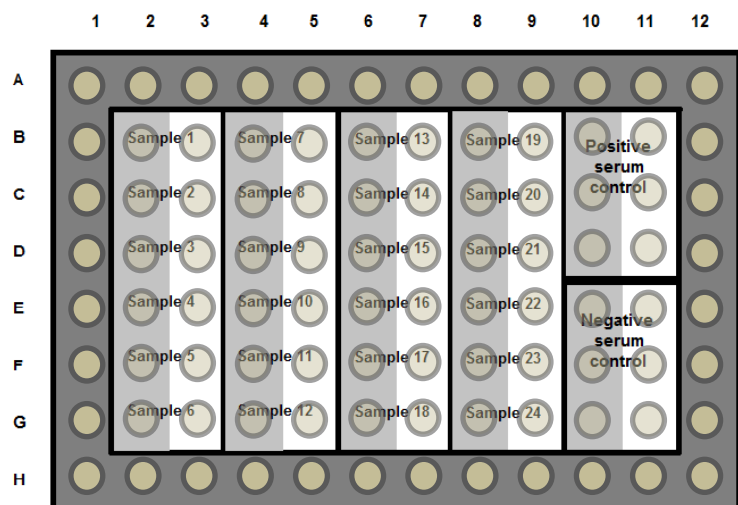 1 2 3 4 5 6 7 8 9 10 11 12
A
B Sample 1 Sample 7 Sample 13 Sample 19 Positive
serum
control
C Sample 2 Sample 8 Sample 14 Sample 20
D Sample 3 Sample 9 Sample 15 Sample 21
E Sample 4 Sample 10 Sample 16 Sample 22 Negative
serum
control
F Sample 5 Sample 11 Sample 17 Sample 23
G Sample 6 Sample 12 Sample 18 Sample 24
H